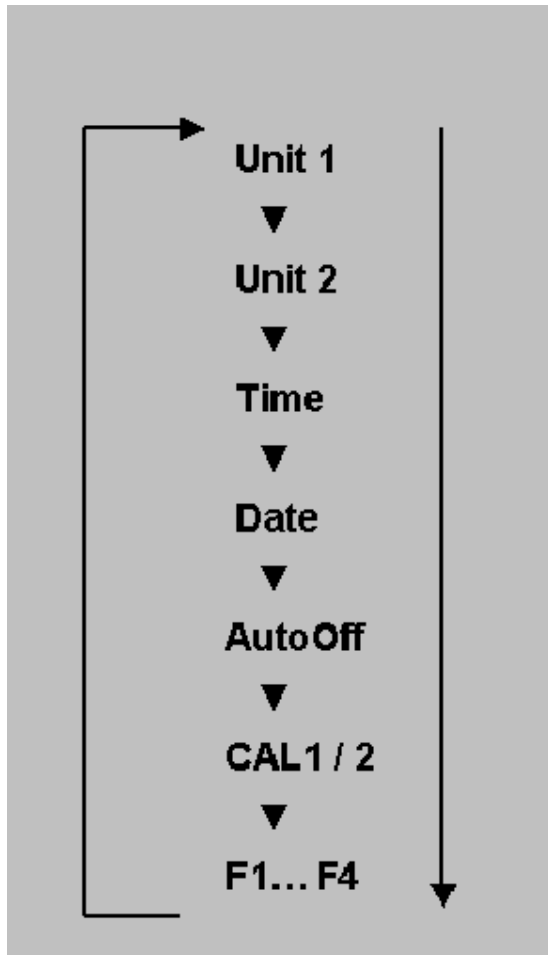 Unit 1
Unit 2
Time
Date
AutoOff
CAL1 / 2
F1... F4